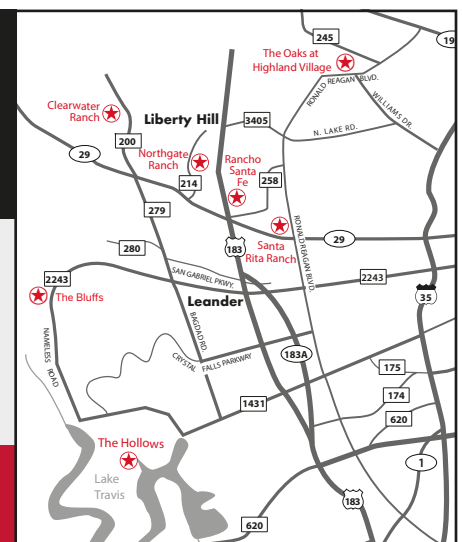 245
19
The Oaks at
Highland Village
RONALD REAGAN BLVD.
WILLIAMS DR.
Clearwater
Ranch
Liberty Hill
3405
N. LAKE RD.
200
29
Northgate
Ranch
Rancho
Santa
Fe
214
258
279
Santa
Rita Ranch
RONALD REAGAN BLVD.
29
280
183
2243
SAN GABRIEL PKWY.
2243
The Bluffs
Leander
35
NAMELESS ROAD
BAGDAD RD.
CRYSTAL FALLS PARKWAY
183A
175
174
1431
620
The Hollows
1
Lake
Travis
183
620